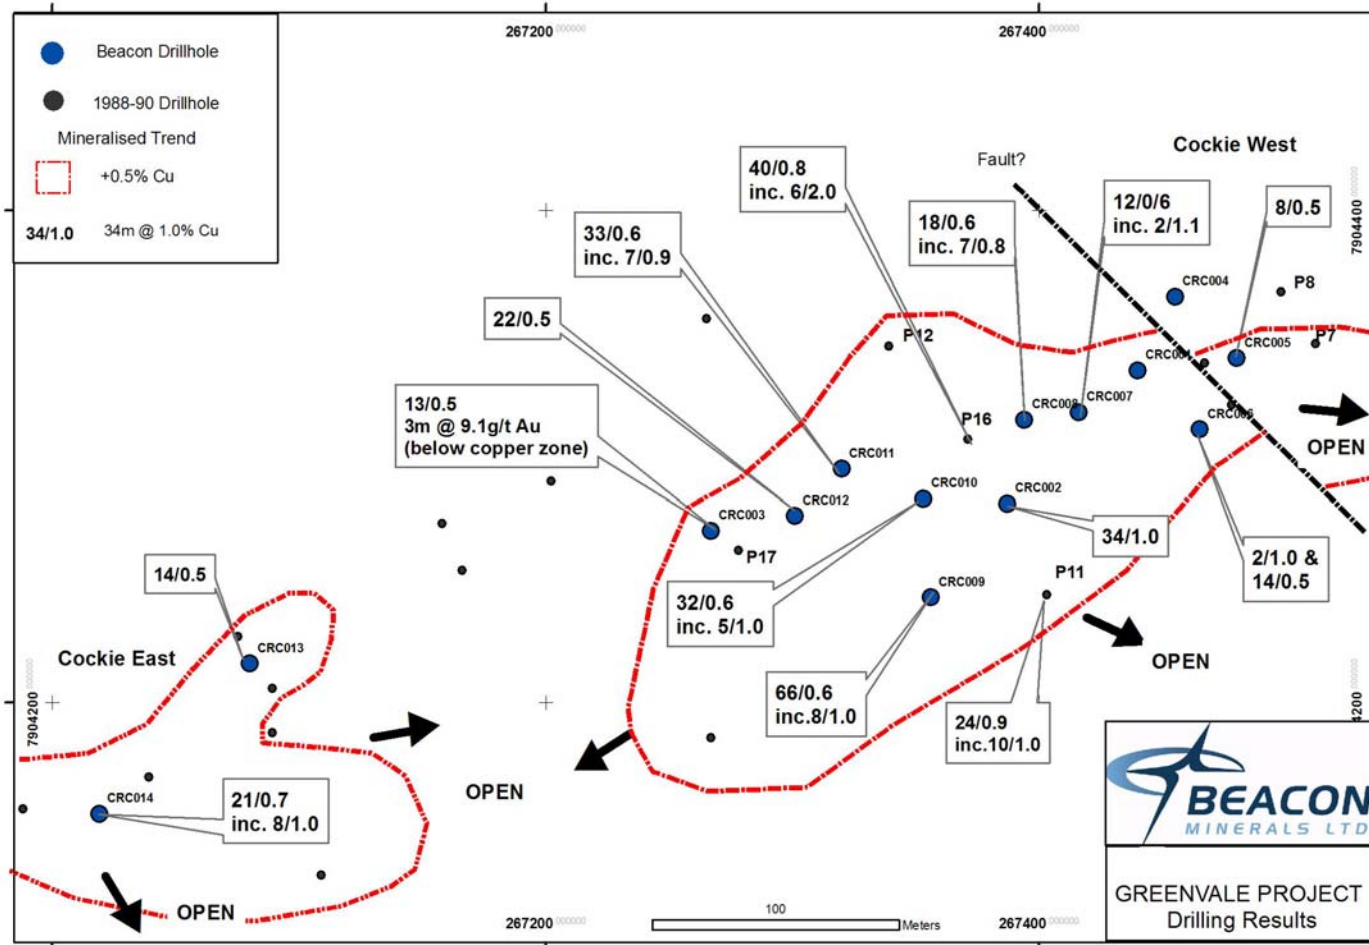 Beacon Drillhole
1988-90 Drillhole
Mineralised Trend
+0.5% Cu
34/1.0 34m @ 1.0% Cu
267200 000000
267400 000000
7904400 000000
Fault?
Cockie West
40/0.8
inc. 6/2.0
12/0/6
inc. 2/1.1
8/0.5
18/0.6
inc. 7/0.8
33/0.6
inc. 7/0.9
22/0.5
13/0.5
3m @ 9.1g/t Au
(below copper zone)
CRC004
P8
P12
P7
CRC005
CRC008
CRC007
CRC006
P16
CRC011
CRC010
CRC002
CRC012
CRC003
P17
OPEN
34/1.0
2/1.0 &
14/0.5
P11
32/0.6
inc. 5/1.0
CRC009
14/0.5
CRC013
Cockie East
OPEN
66/0.6
inc.8/1.0
24/0.9
inc.10/1.0
7904200 000000
OPEN
CRC014
21/0.7
inc. 8/1.0
OPEN
267200 000000
100
Meters
267400 000000
BEACON
MINERALS LTD
GREENVALE PROJECT
Drilling Results